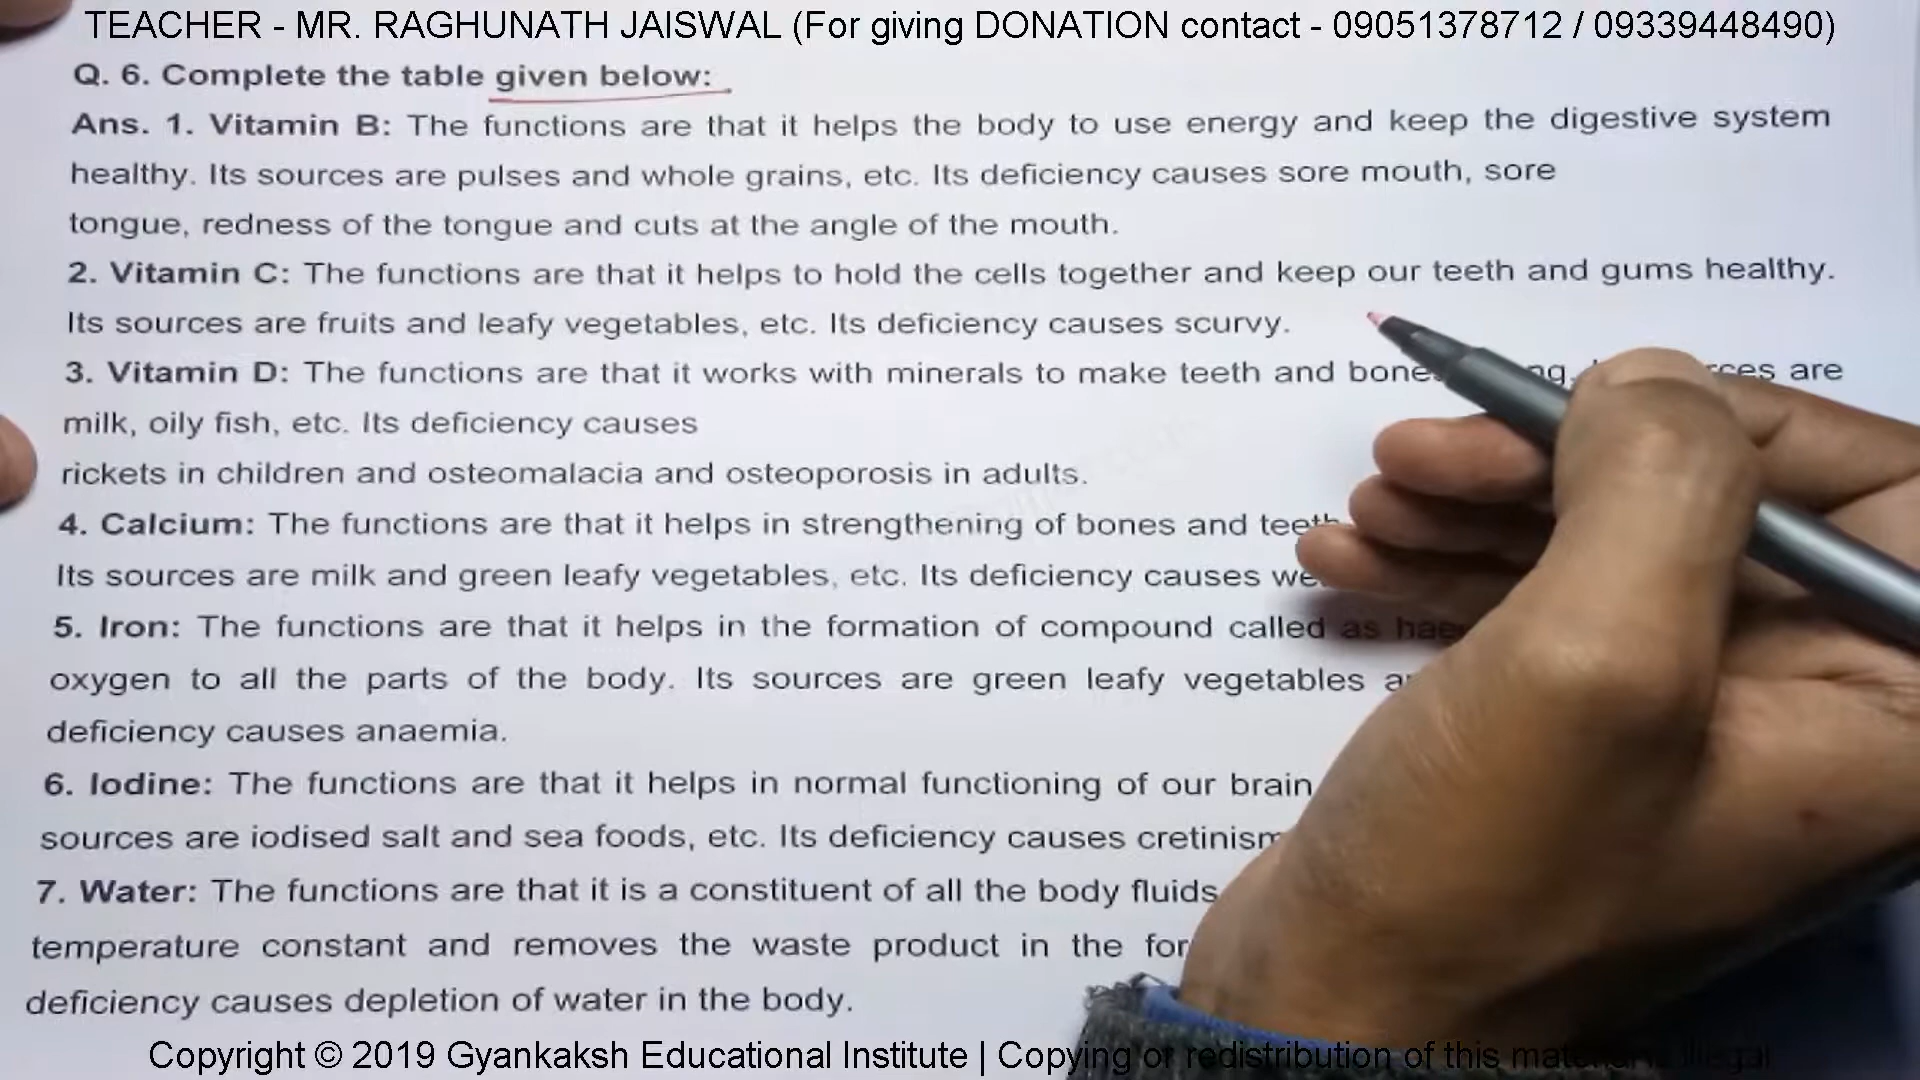 TEACHER - MR. RAGHUNATH JAISWAL (For giving DONATION contact - 09051378712 / 09339448490)
Q. 6. Complete the table given below:
Ans. 1. Vitamin B: The functions are that it helps the body to use energy and keep the digestive system
healthy. Its sources are pulses and whole grains, etc. Its deficiency causes sore mouth, sore
tongue, redness of the tongue and cuts at the angle of the mouth.
2. Vitamin C: The functions are that it helps to hold the cells together and keep our teeth and gums healthy.
Its sources are fruits and leafy vegetables, etc. Its deficiency causes scurvy.
3. Vitamin D: The functions are that it works with minerals to make teeth and are
milk, oily fish, etc. Its deficiency causes
rickets in children and osteomalacia and osteoporosis in adults.
4. Calcium: The functions are that it helps in strengthening of bones and
Its sources are milk and green leafy vegetables, etc. Its deficiency causes
5. Iron: The functions are that it helps in the formation of compound called as
oxygen to all the parts of the body. Its sources are green leafy vegetables
deficiency causes anaemia.
6. Iodine: The functions are that it helps in normal functioning of our brain
sources are iodised salt and sea foods, etc. Its deficiency causes
7. Water: The functions are that it is a constituent of all the body fluids
temperature constant and removes the waste product in the
deficiency causes depletion of water in the body.
Copyright © 2019 Gyankaksh Educational Institute | Copying or redistribution of this material is illegal